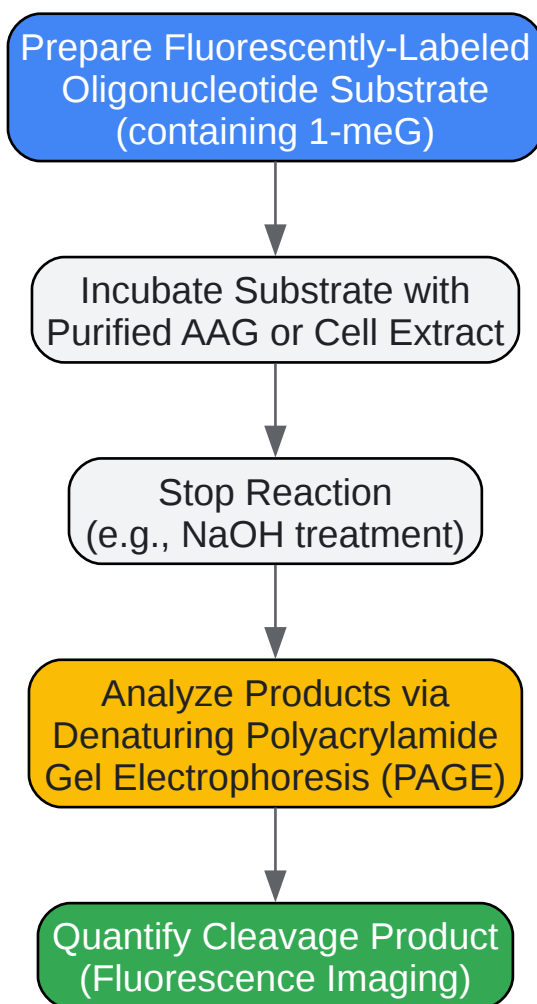 Prepare Fluorescently-Labeled
Oligonucleotide Substrate
(containing 1-meG)
Incubate Substrate with
Purified AAG or Cell Extract
Stop Reaction
(e.g., NaOH treatment)
Analyze Products via
Denaturing Polyacrylamide
Gel Electrophoresis (PAGE)
Quantify Cleavage Product
(Fluorescence Imaging)